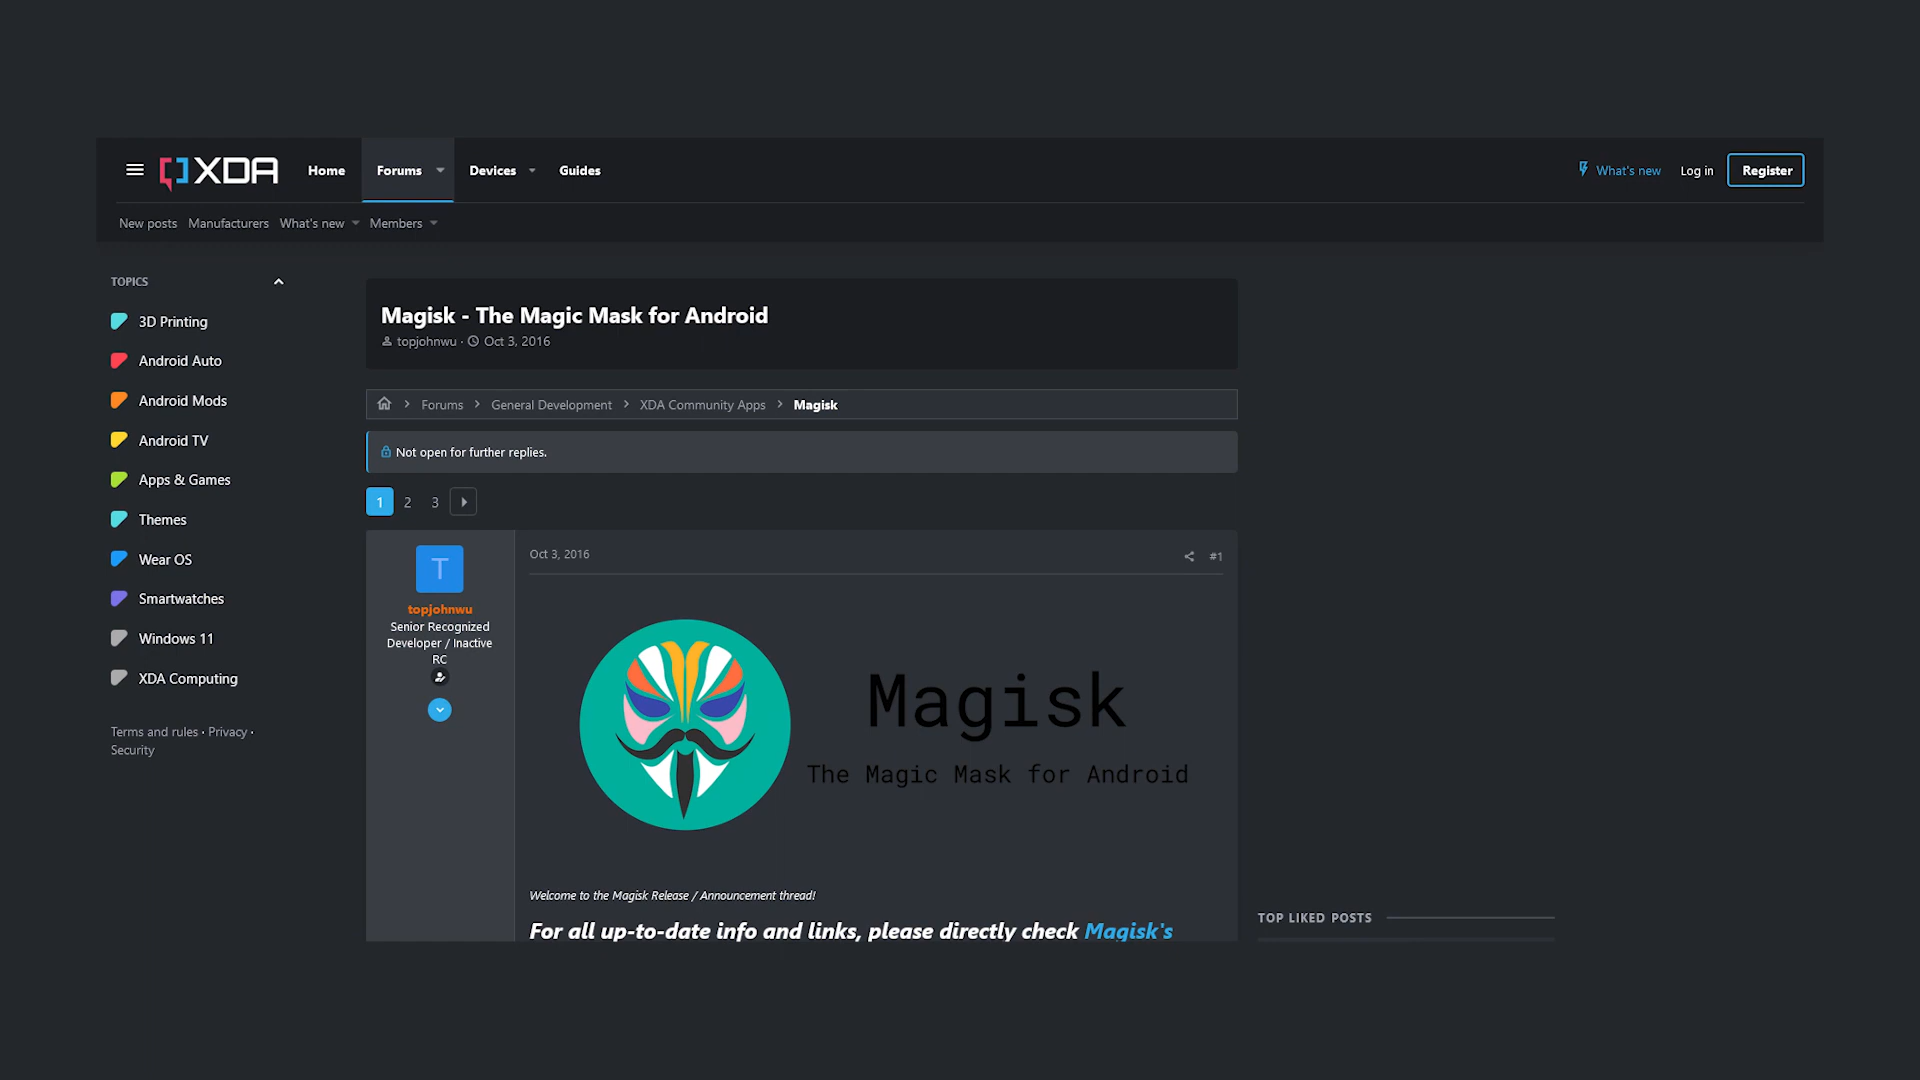 XDA
Home
Forums
Devices
Guides
What's new
Log in
Register
New posts
Manufacturers
What's new
Members
TOPICS
3D Printing
Android Auto
Android Mods
Android TV
Apps & Games
Themes
Wear OS
Smartwatches
Windows 11
XDA Computing
Terms and rules · Privacy ·
Security
Magisk - The Magic Mask for Android
topjohnwu · Oct 3, 2016
Forums > General Development > XDA Community Apps > Magisk
Not open for further replies.
1 2 3
T
topjohnwu
Senior Recognized
Developer / Inactive
RC
Oct 3, 2016
#1
Magisk
The Magic Mask for Android
Welcome to the Magisk Release / Announcement thread!
For all up-to-date info and links, please directly check Magisk's
TOP LIKED POSTS